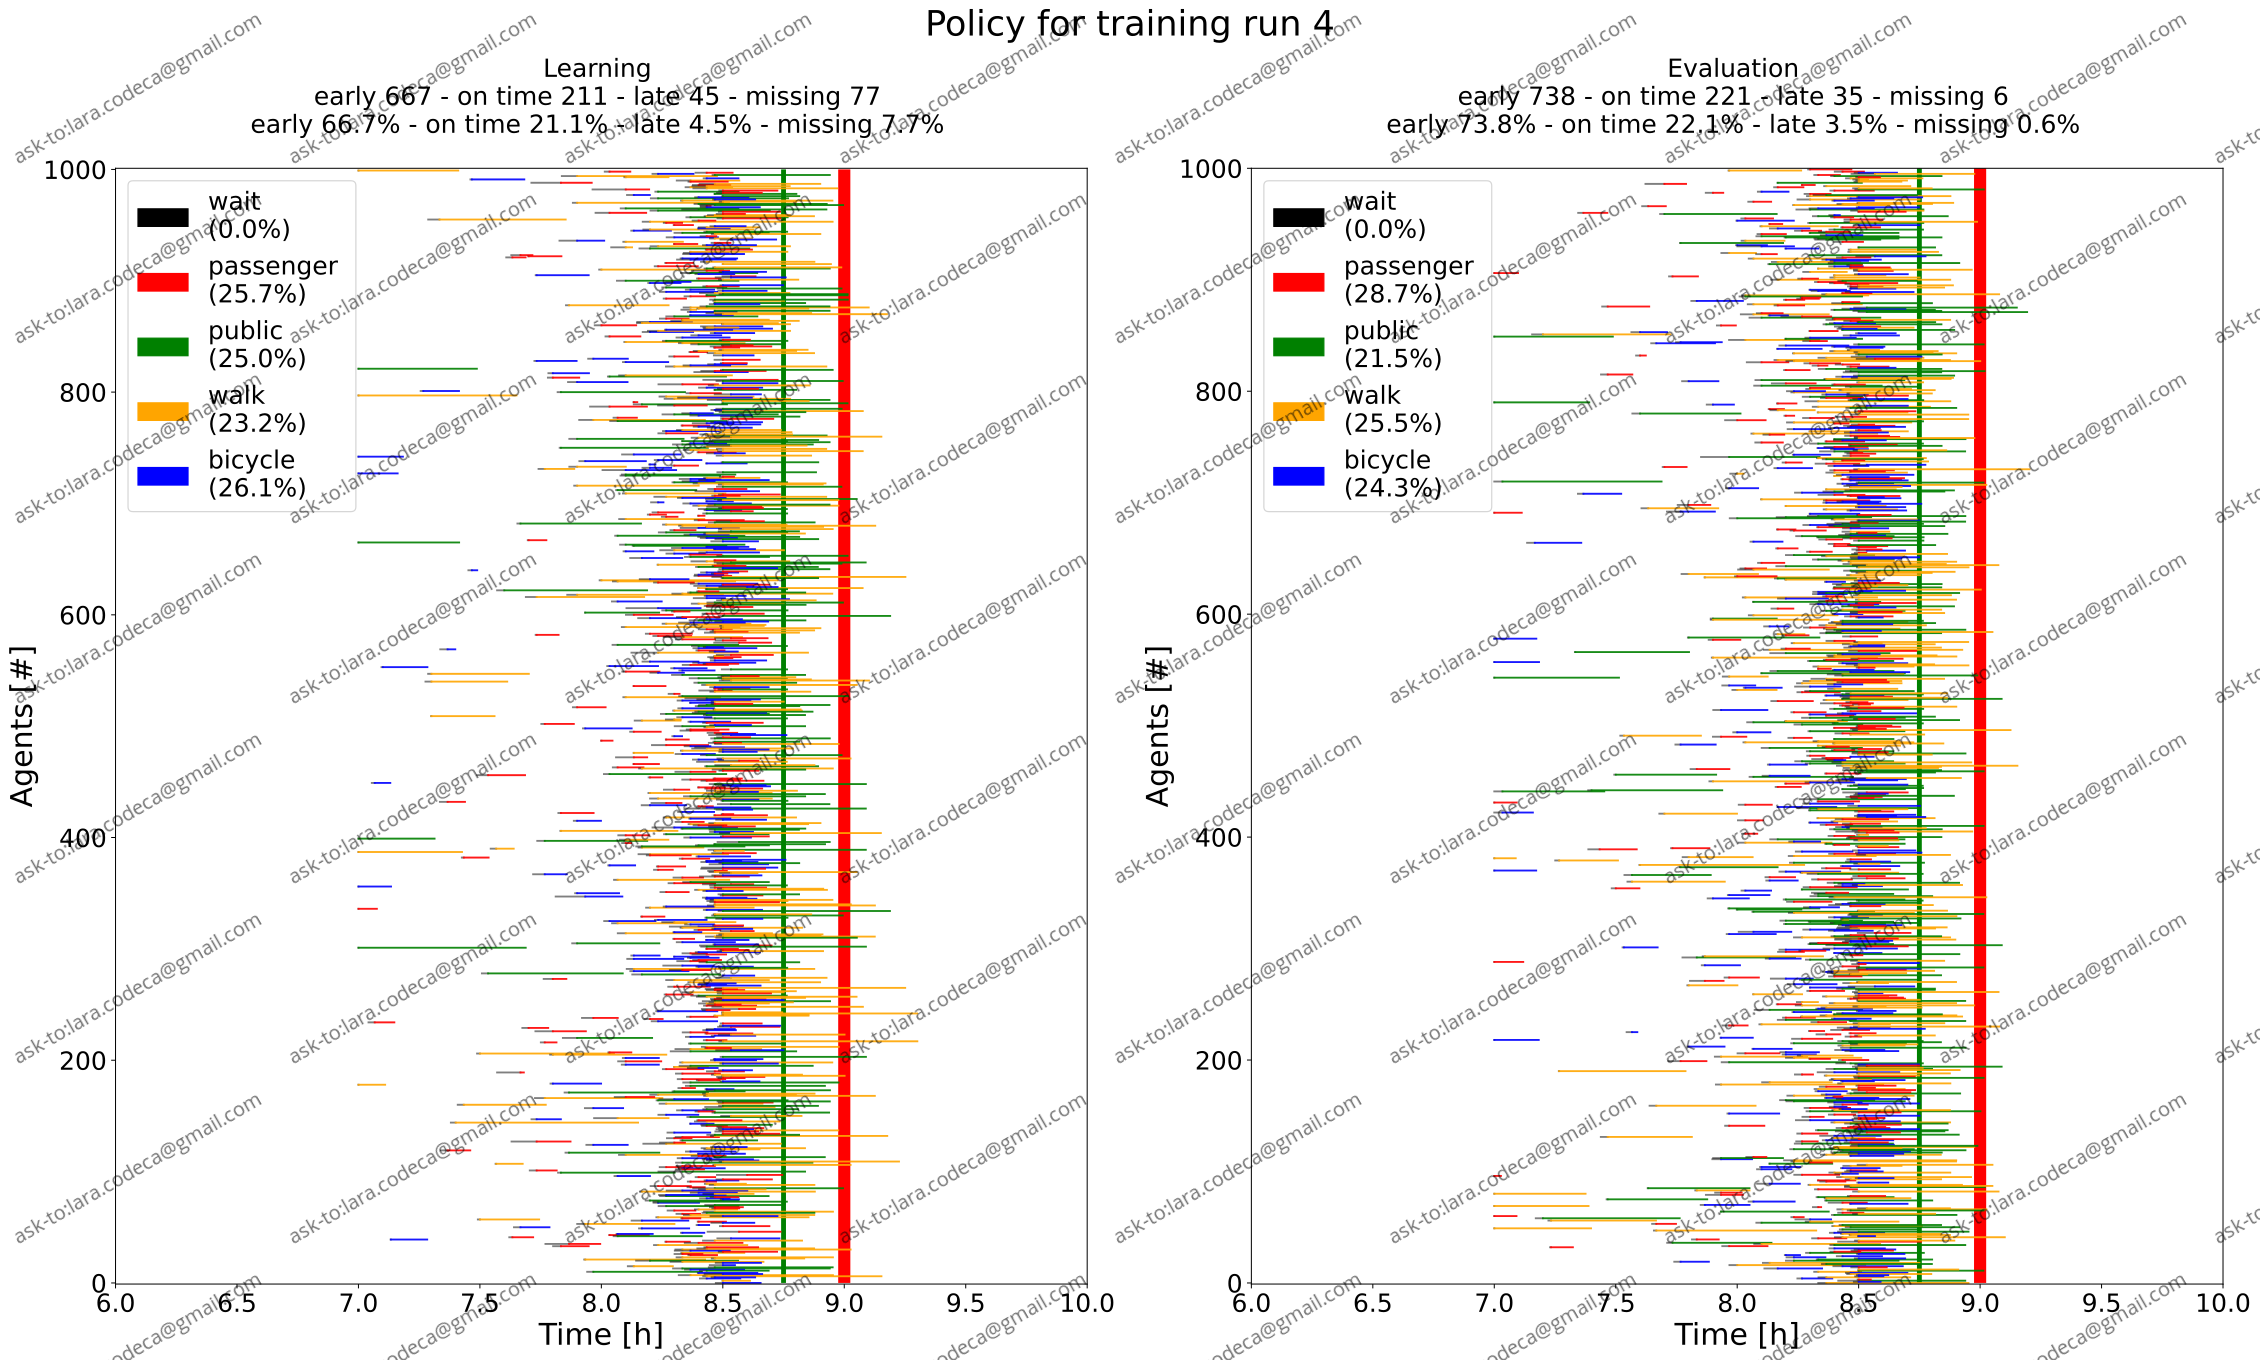 Policy for training run 4
Learning
early 667 - on time 211 - late 45 - missing 77
early 66.7% - on time 21.1% - late 4.5% - missing 7.7%
1000
800
600
400
200
0
Agents [#]
wait
(0.0%)
passenger
(25.7%)
public
(25.0%)
walk
(23.2%)
bicycle
(26.1%)
6.0 6.5 7.0 7.5 8.0 8.5 9.0 9.5 10.0
Time [h]
Evaluation
early 738 - on time 221 - late 35 - missing 6
early 73.8% - on time 22.1% - late 3.5% - missing 0.6%
1000
800
600
400
200
0
Agents [#]
wait
(0.0%)
passenger
(28.7%)
public
(21.5%)
walk
(25.5%)
bicycle
(24.3%)
6.0 6.5 7.0 7.5 8.0 8.5 9.0 9.5 10.0
Time [h]
ask-to:lara.codeca@gmail.com